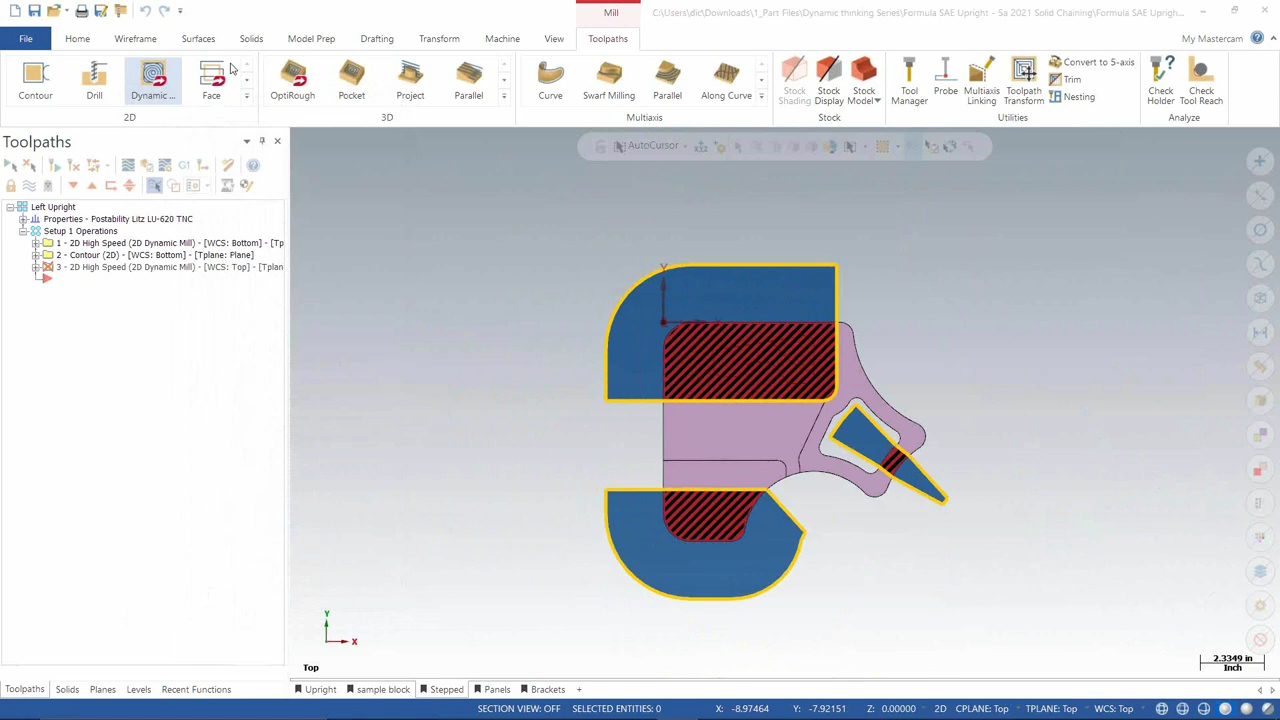 Mill
C:\Users\dic\Downloads\1_Part Files\Dynamic thinking Series\Formula SAE Upright - Sa 2021 Solid Chaining\Formula SAE Uprigh...
File
Home
Wireframe
Surfaces
Solids
Model Prep
Drafting
Transform
Machine
View
Toolpaths
My Mastercam
Contour
Drill
Dynamic ...
Face
2D
OptiRough
Pocket
Project
Parallel
3D
Curve
Swarf Milling
Parallel
Along Curve
Multiaxis
Stock Shading
Stock Display
Stock Model
Stock
Tool Manager
Probe
Multiaxis Linking
Toolpath Transform
Convert to 5-axis
Trim
Nesting
Utilities
Check Holder
Check Tool Reach
Analyze
Toolpaths
G1
AutoCursor
Left Upright
Properties - Postability Litz LU-620 TNC
Setup 1 Operations
1 - 2D High Speed (2D Dynamic Mill) - [WCS: Bottom] - [Tp
2 - Contour (2D) - [WCS: Bottom] - [Tplane: Plane]
3 - 2D High Speed (2D Dynamic Mill) - [WCS: Top] - [Tplan
Y
X
Y
X
Top
2.3349 in
Inch
Toolpaths
Solids
Planes
Levels
Recent Functions
Upright
sample block
Stepped
Panels
Brackets
+
SECTION VIEW: OFF
SELECTED ENTITIES: 0
X: -8.97464
Y: -7.92151
Z: 0.00000
2D
CPLANE: Top
TPLANE: Top
WCS: Top